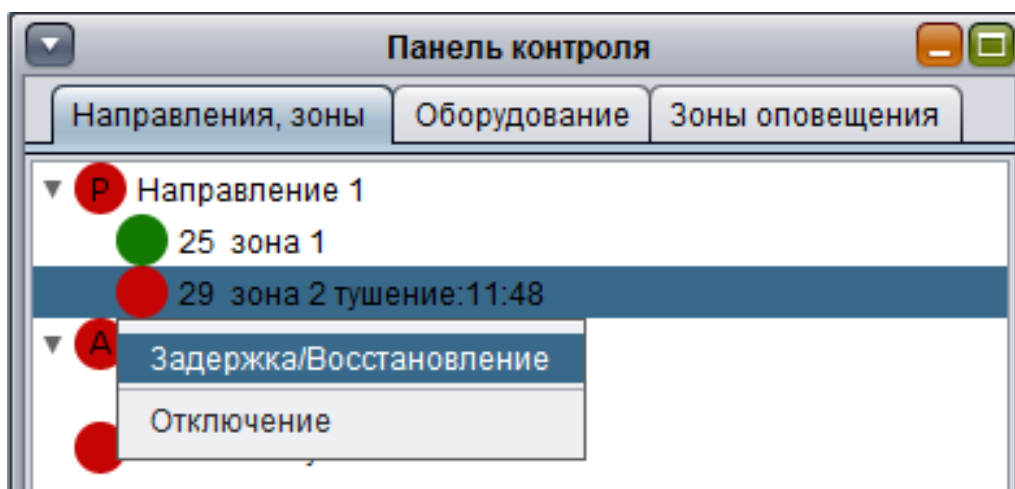 Панель контроля
Направления, зоны
Оборудование
Зоны оповещения
Р Направление 1
25 зона 1
29 зона 2 тушение:11:48
А
Задержка/Восстановление
Отключение